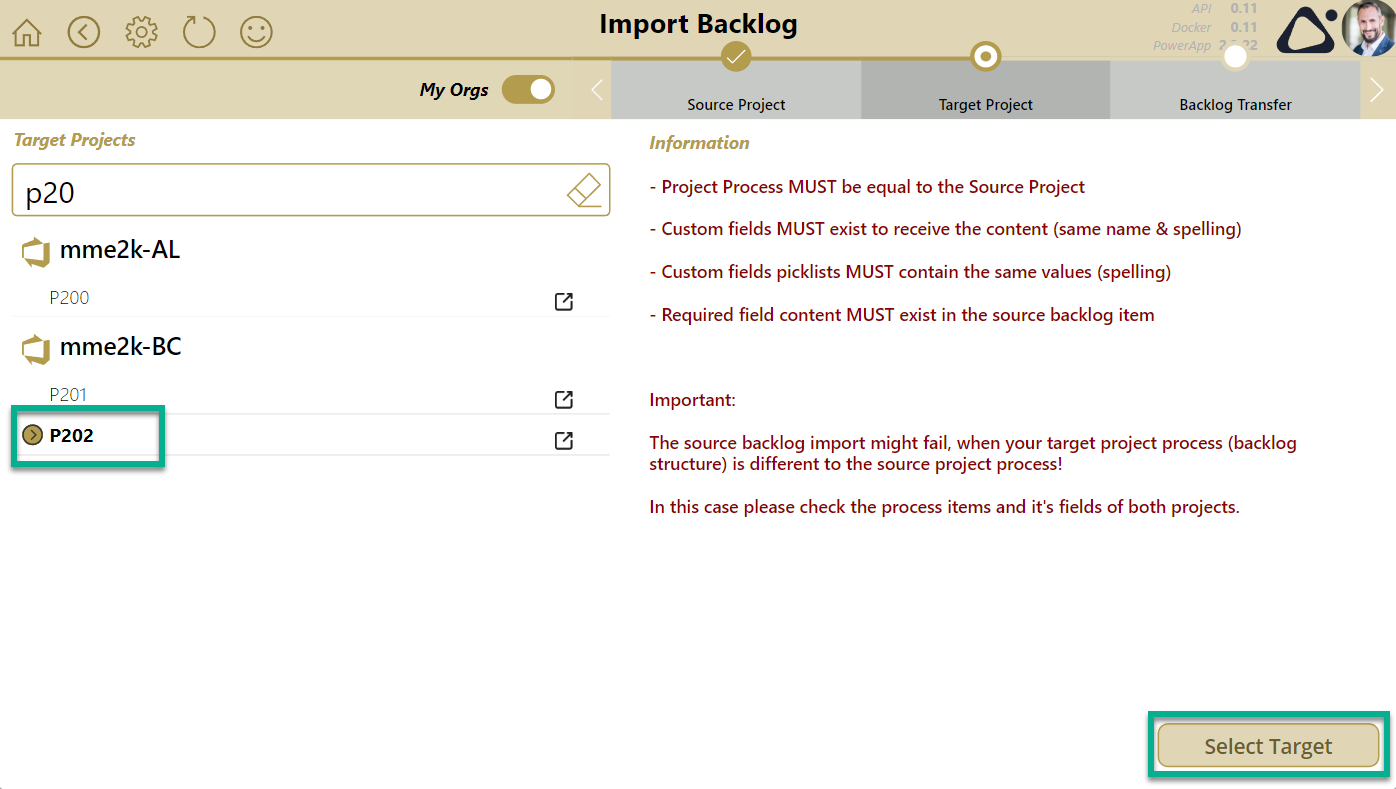 Import Backlog
API 0.11
Docker 0.11
PowerApp
My Orgs
Source Project
Target Project
Backlog Transfer
Target Projects
p20
mme2k-AL
P200
mme2k-BC
P201
P202
Information
- Project Process MUST be equal to the Source Project
- Custom fields MUST exist to receive the content (same name & spelling)
- Custom fields picklists MUST contain the same values (spelling)
- Required field content MUST exist in the source backlog item
Important:
The source backlog import might fail, when your target project process (backlog
structure) is different to the source project process!
In this case please check the process items and it's fields of both projects.
Select Target